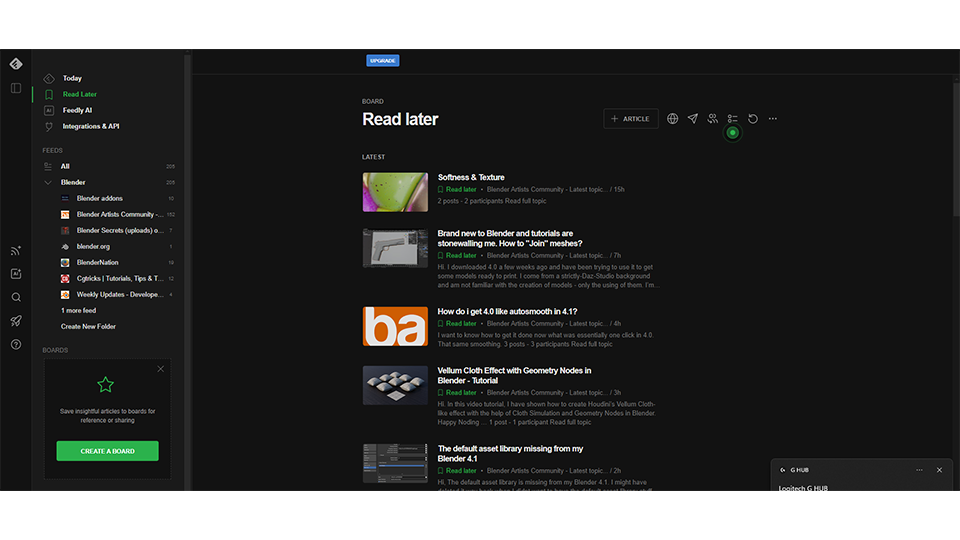 UPGRADE
Today
Read Later
Feedly AI
Integrations & API
FEEDS
All
Blender
Blender addons
Blender Artists Community -...
Blender Secrets (uploads) o...
blender.org
BlenderNation
Cgtricks | Tutorials, Tips & T...
Weekly Updates - Develope...
1 more feed
Create New Folder
BOARDS
Save insightful articles to boards for
reference or sharing
CREATE A BOARD
BOARD
Read later
+ ARTICLE
LATEST
Softness & Texture
Read later • Blender Artists Community - Latest topic... / 15h
2 posts - 2 participants Read full topic
Brand new to Blender and tutorials are
stonewalling me. How to "Join" meshes?
Read later • Blender Artists Community - Latest topic... / 7h
Hi. I downloaded 4.0 a few weeks ago and have been trying to use it to get
some models ready to print. I come from a strictly-Daz-Studio background
and am not familiar with the creation of models - only the using of them. I'm...
ba
How do i get 4.0 like autosmooth in 4.1?
Read later • Blender Artists Community - Latest topic... / 4h
I want to know how to get it done now what was essentially one click in 4.0.
That same smoothing. 3 posts - 3 participants Read full topic
Vellum Cloth Effect with Geometry Nodes in
Blender - Tutorial
Read later • Blender Artists Community - Latest topic... / 3h
Hi. In this video tutorial, I have shown how to create Houdini's Vellum Cloth-
like effect with the help of Cloth Simulation and Geometry Nodes in Blender.
Happy Noding ... 1 post - 1 participant Read full topic
The default asset library missing from my
Blender 4.1
Read later • Blender Artists Community - Latest topic... / 2h
Hi, The default asset library is missing from my Blender 4.1. I might have
G HUB
Logitech G HUB